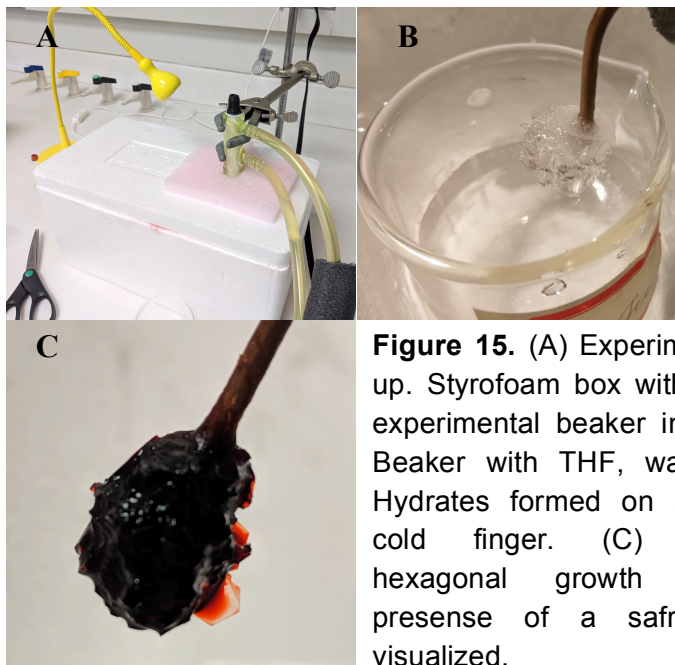 A
B
C
Figure 15. (A) Experim
up. Styrofoam box with
experimental beaker in
Beaker with THF, wa
Hydrates formed on
cold finger. (C)
hexagonal growth
presense of a safr
visualized.